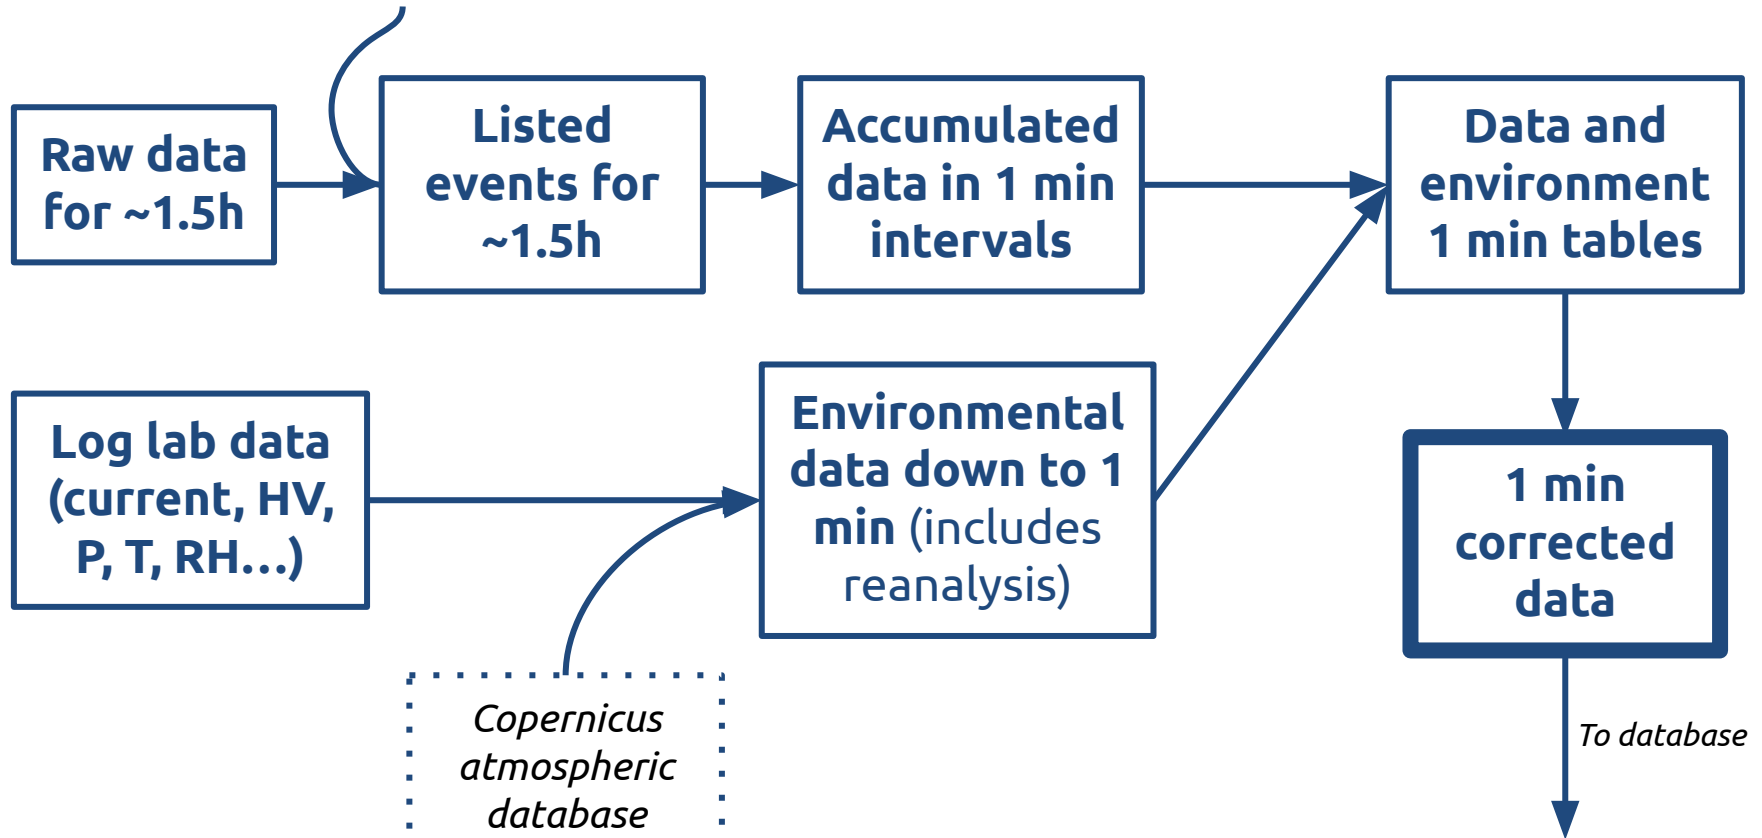 Raw data
for ~1.5h
Listed
events for
~1.5h
Accumulated
data in 1 min
intervals
Data and
environment
1 min tables
Log lab data
(current, HV,
P, T, RH...)
Environmental
data down to 1
min (includes
reanalysis)
1 min
corrected
data
Copernicus
atmospheric
database
To database